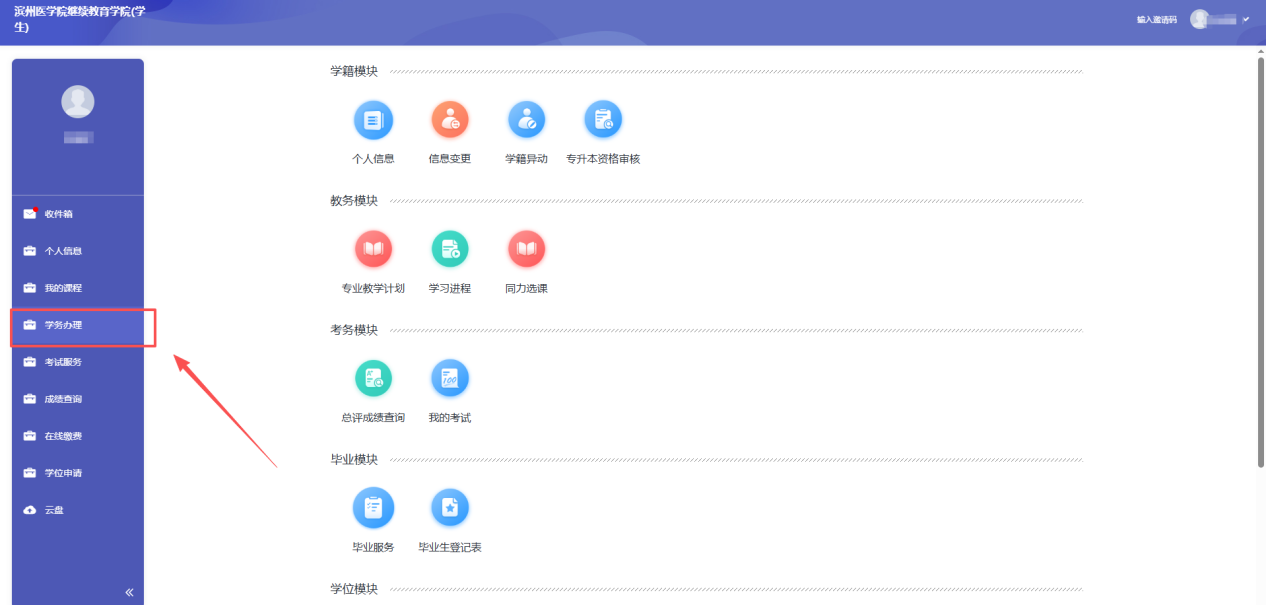 滨州医学院继续教育学院(学
生)
输入邀请码
收件箱
个人信息
我的课程
学务办理
考试服务
成绩查询
在线缴费
学位申请
云盘
学籍模块
个人信息 信息变更 学籍异动 专升本资格审核
教务模块
专业教学计划 学习进程 同力选课
考务模块
100
总评成绩查询 我的考试
毕业模块
毕业服务 毕业生登记表
学位模块